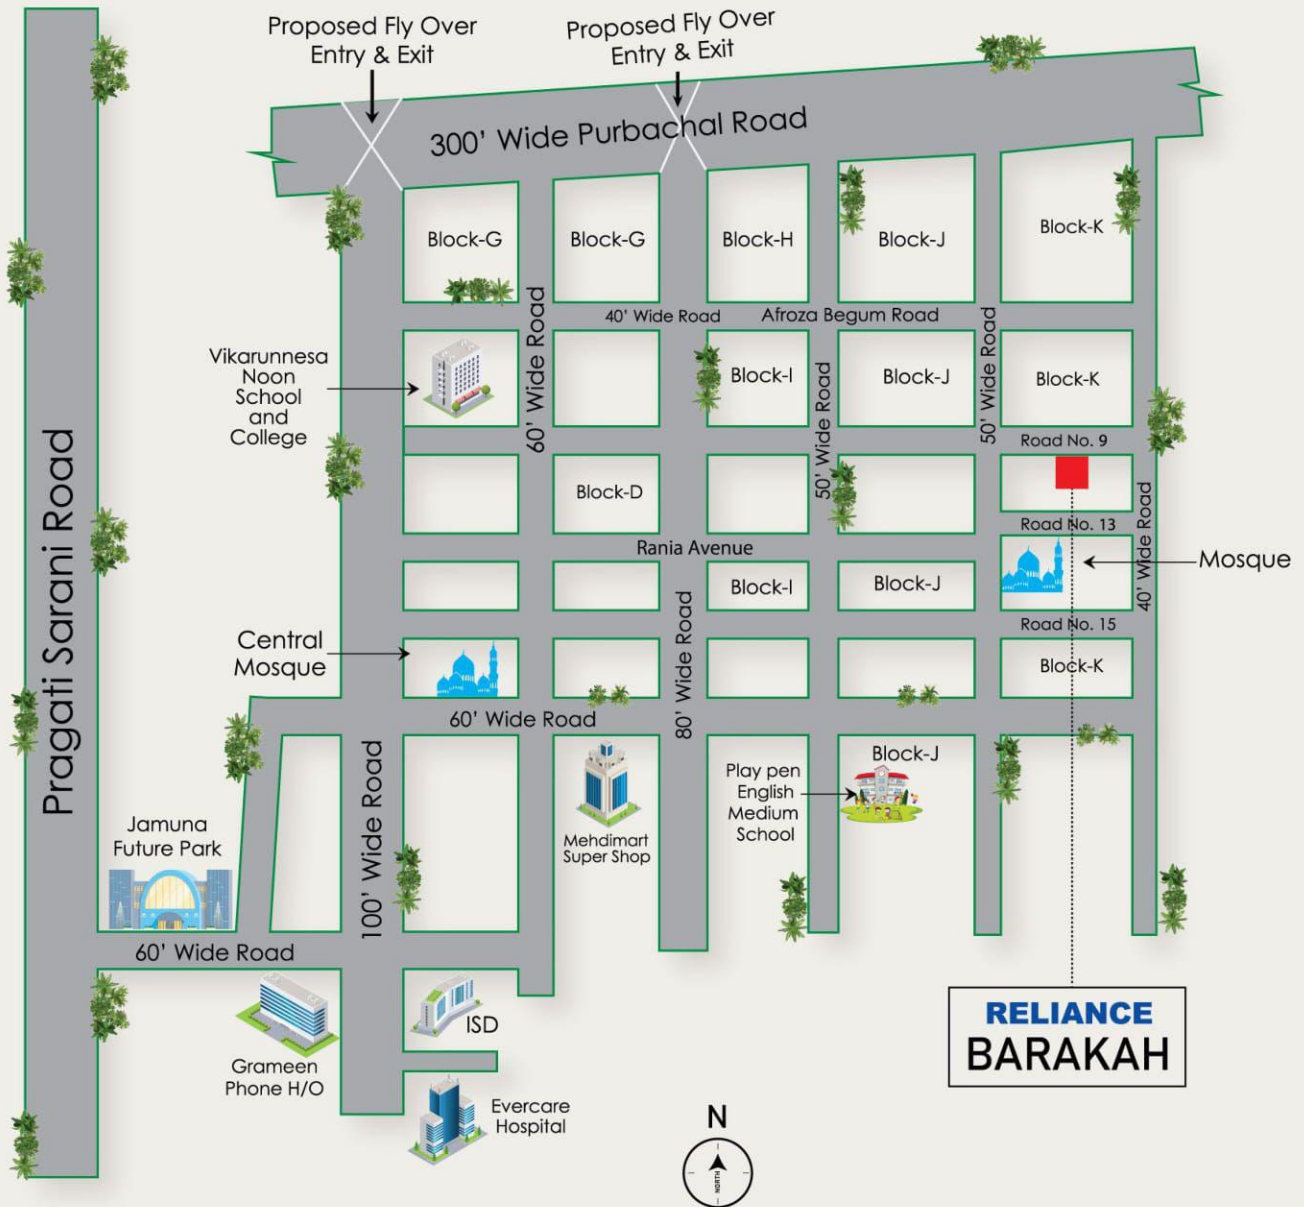 Proposed Fly Over
Entry & Exit
Proposed Fly Over
Entry & Exit
300' Wide Purbachal Road
Block-G
Block-G
Block-H
Block-J
Block-K
40' Wide Road
Afroza Begum Road
Vikarunnesa
Noon
School
and
College
60' Wide Road
Block-I
50' Wide Road
Block-J
50' Wide Road
Block-K
Road No. 9
Pragati Sarani Road
Block-D
Road No. 13
40' Wide Road
Rania Avenue
Mosque
Block-I
Block-J
Road No. 15
Central
Mosque
80' Wide Road
Block-K
60' Wide Road
100' Wide Road
Block-J
Play pen
English
Medium
School
Mehdimart
Super Shop
Jamuna
Future Park
60' Wide Road
ISD
Grameen
Phone H/O
Evercare
Hospital
RELIANCE
BARAKAH
N
NORTH